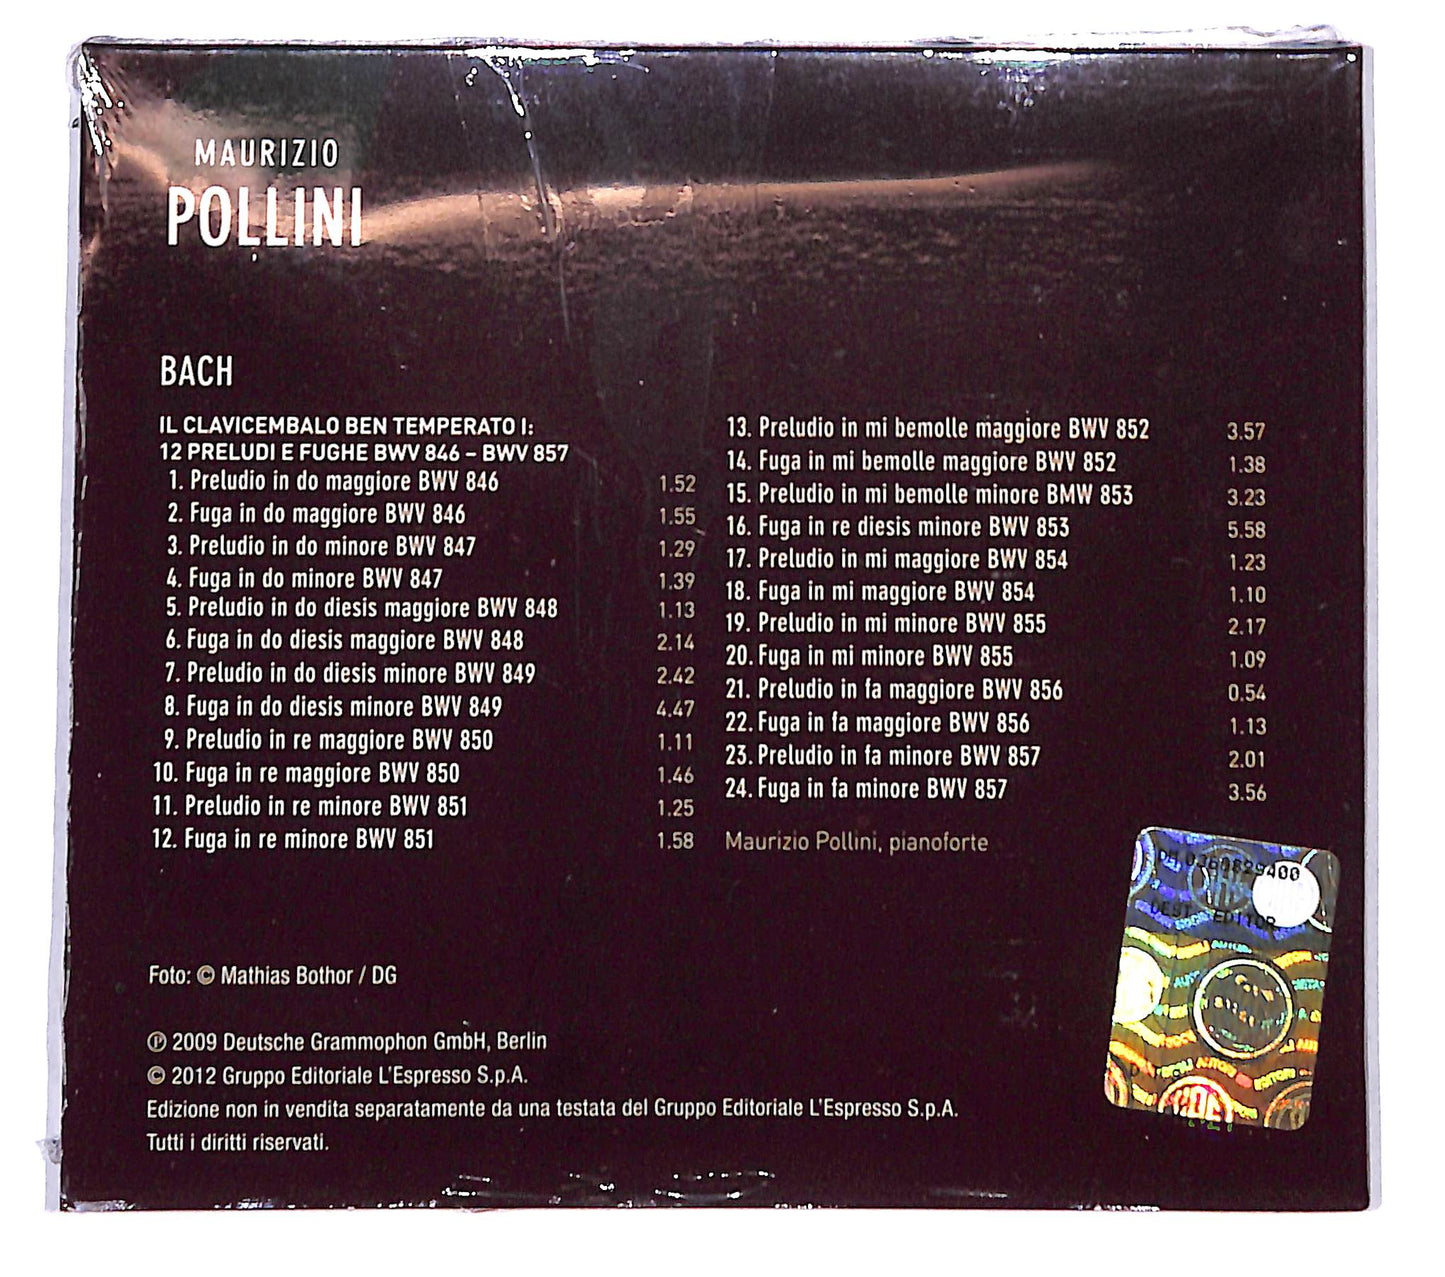 MAURIZIO
POLLINI
BACH
IL CLAVICEMBALO BEN TEMPERATO I:
12 PRELUDI E FUGHE BWV 846 – BWV 857
1. Preludio in do maggiore BWV 846 1.52
2. Fuga in do maggiore BWV 846 1.55
3. Preludio in do minore BWV 847 1.29
4. Fuga in do minore BWV 847 1.39
5. Preludio in do diesis maggiore BWV 848 1.13
6. Fuga in do diesis maggiore BWV 848 2.14
7. Preludio in do diesis minore BWV 849 2.42
8. Fuga in do diesis minore BWV 849 4.47
9. Preludio in re maggiore BWV 850 1.11
10. Fuga in re maggiore BWV 850 1.46
11. Preludio in re minore BWV 851 1.25
12. Fuga in re minore BWV 851 1.58
13. Preludio in mi bemolle maggiore BWV 852 3.57
14. Fuga in mi bemolle maggiore BWV 852 1.38
15. Preludio in mi bemolle minore BMW 853 3.23
16. Fuga in re diesis minore BWV 853 5.58
17. Preludio in mi maggiore BWV 854 1.23
18. Fuga in mi maggiore BWV 854 1.10
19. Preludio in mi minore BWV 855 2.17
20. Fuga in mi minore BWV 855 1.09
21. Preludio in fa maggiore BWV 856 0.54
22. Fuga in fa maggiore BWV 856 1.13
23. Preludio in fa minore BWV 857 2.01
24. Fuga in fa minore BWV 857 3.56
Maurizio Pollini, pianoforte
Foto: © Mathias Bothor / DG
℗ 2009 Deutsche Grammophon GmbH, Berlin
© 2012 Gruppo Editoriale L'Espresso S.p.A.
Edizione non in vendita separatamente da una testata del Gruppo Editoriale L'Espresso S.p.A.
Tutti i diritti riservati.
DEST. EDITOR